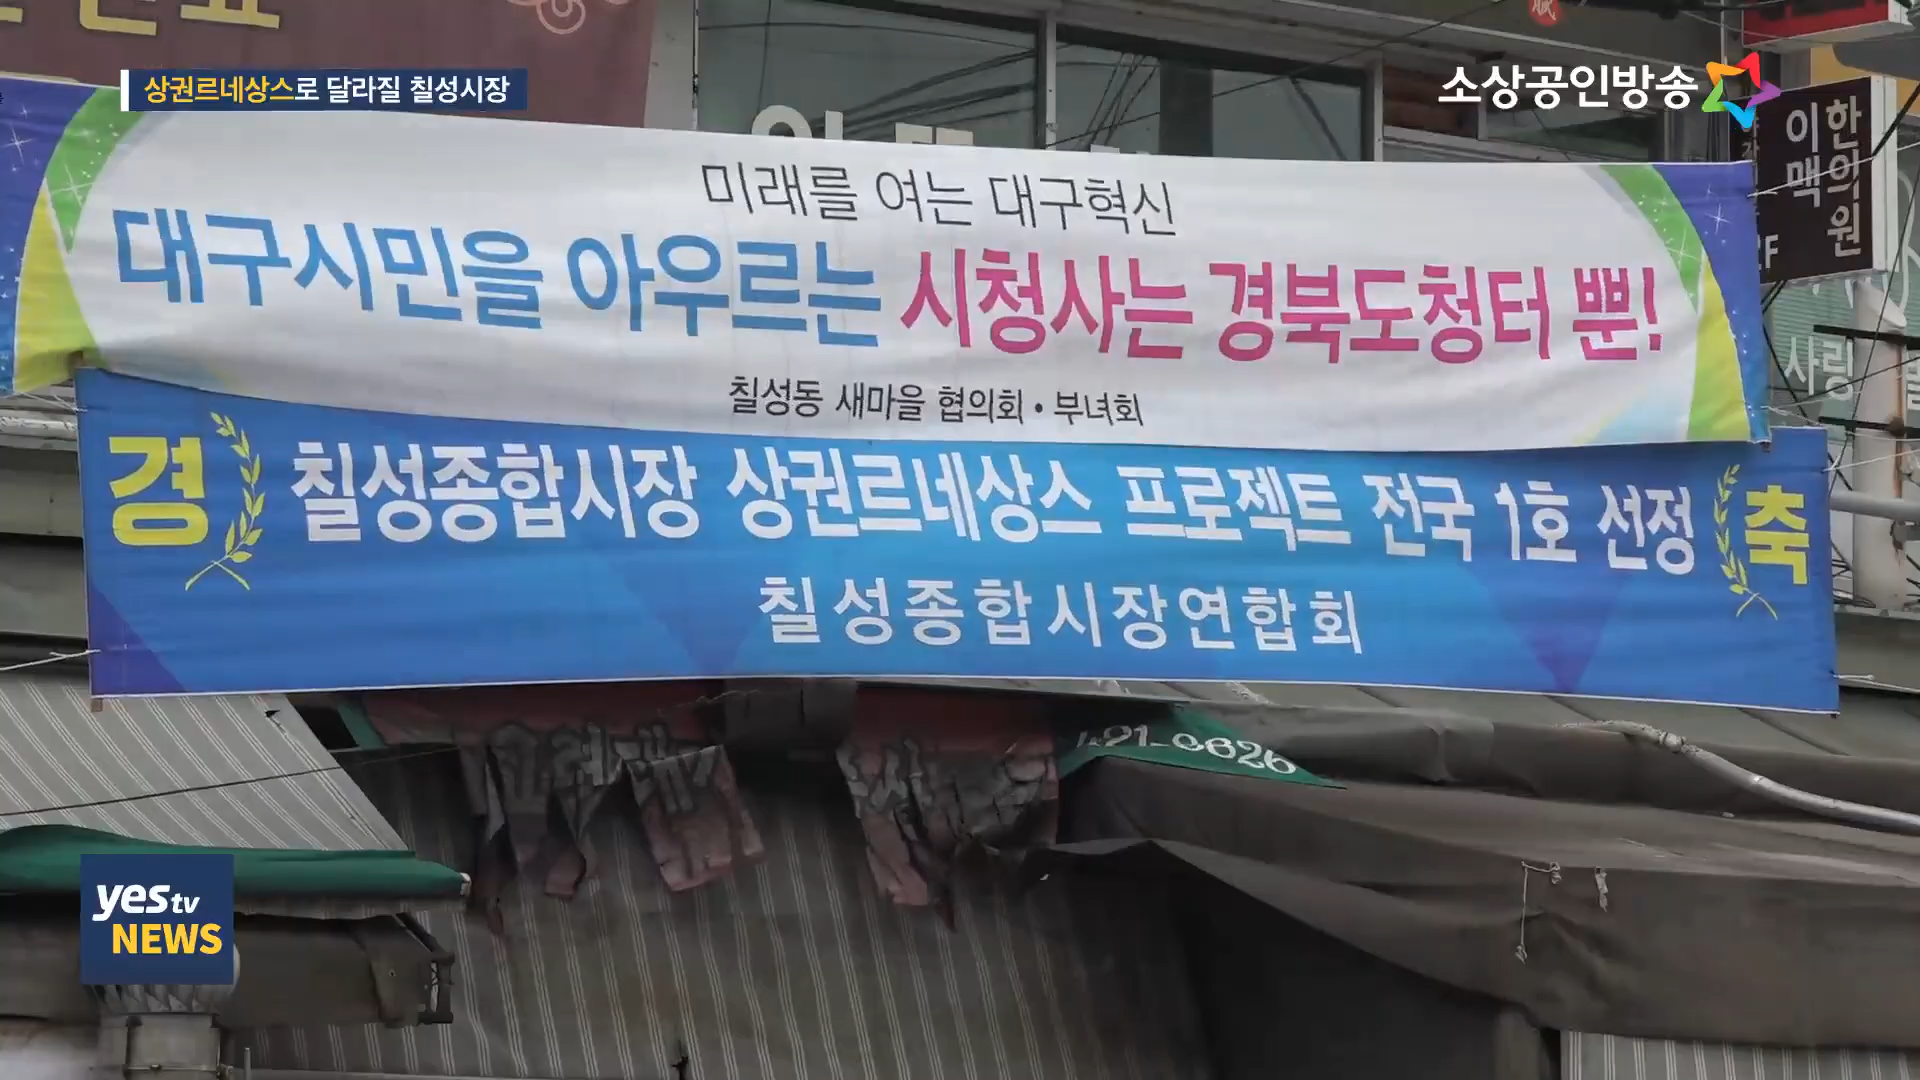 상권르네상스로 달라질 칠성시장
소상공인방송
이맥
한의원
미래를 여는 대구혁신
대구시민을 아우르는 시청사는 경북도청터 뿐!
칠성동 새마을 협의회·부녀회
사랑
경 칠성종합시장 상권르네상스 프로젝트 전국 1호 선정 축
칠성종합시장연합회
yes tv
NEWS